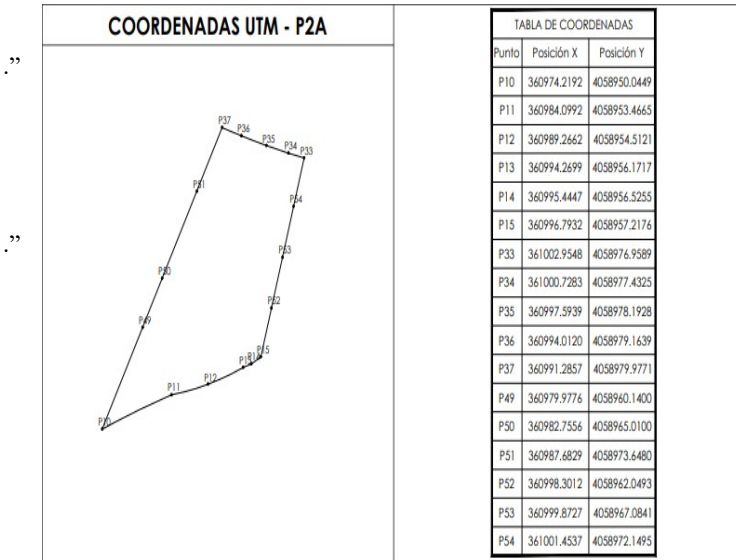 COORDENADAS UTM - P2A
.”
.”
P37
P36
P35
P34
P33
P51
P54
P53
P50
P52
P49
P15
P14
P13
P12
P11
P10
TABLA DE COORDENADAS
Punto Posición X Posición Y
P10 360974.2192 4058950.0449
P11 360984.0992 4058953.4665
P12 360989.2662 4058954.5121
P13 360994.2699 4058956.1717
P14 360995.4447 4058956.5255
P15 360996.7932 4058957.2176
P33 361002.9548 4058976.9589
P34 361000.7283 4058977.4325
P35 360997.5939 4058978.1928
P36 360994.0120 4058979.1639
P37 360991.2857 4058979.9771
P49 360979.9776 4058960.1400
P50 360982.7556 4058965.0100
P51 360987.6829 4058973.6480
P52 360998.3012 4058962.0493
P53 360999.8727 4058967.0841
P54 361001.4537 4058972.1495